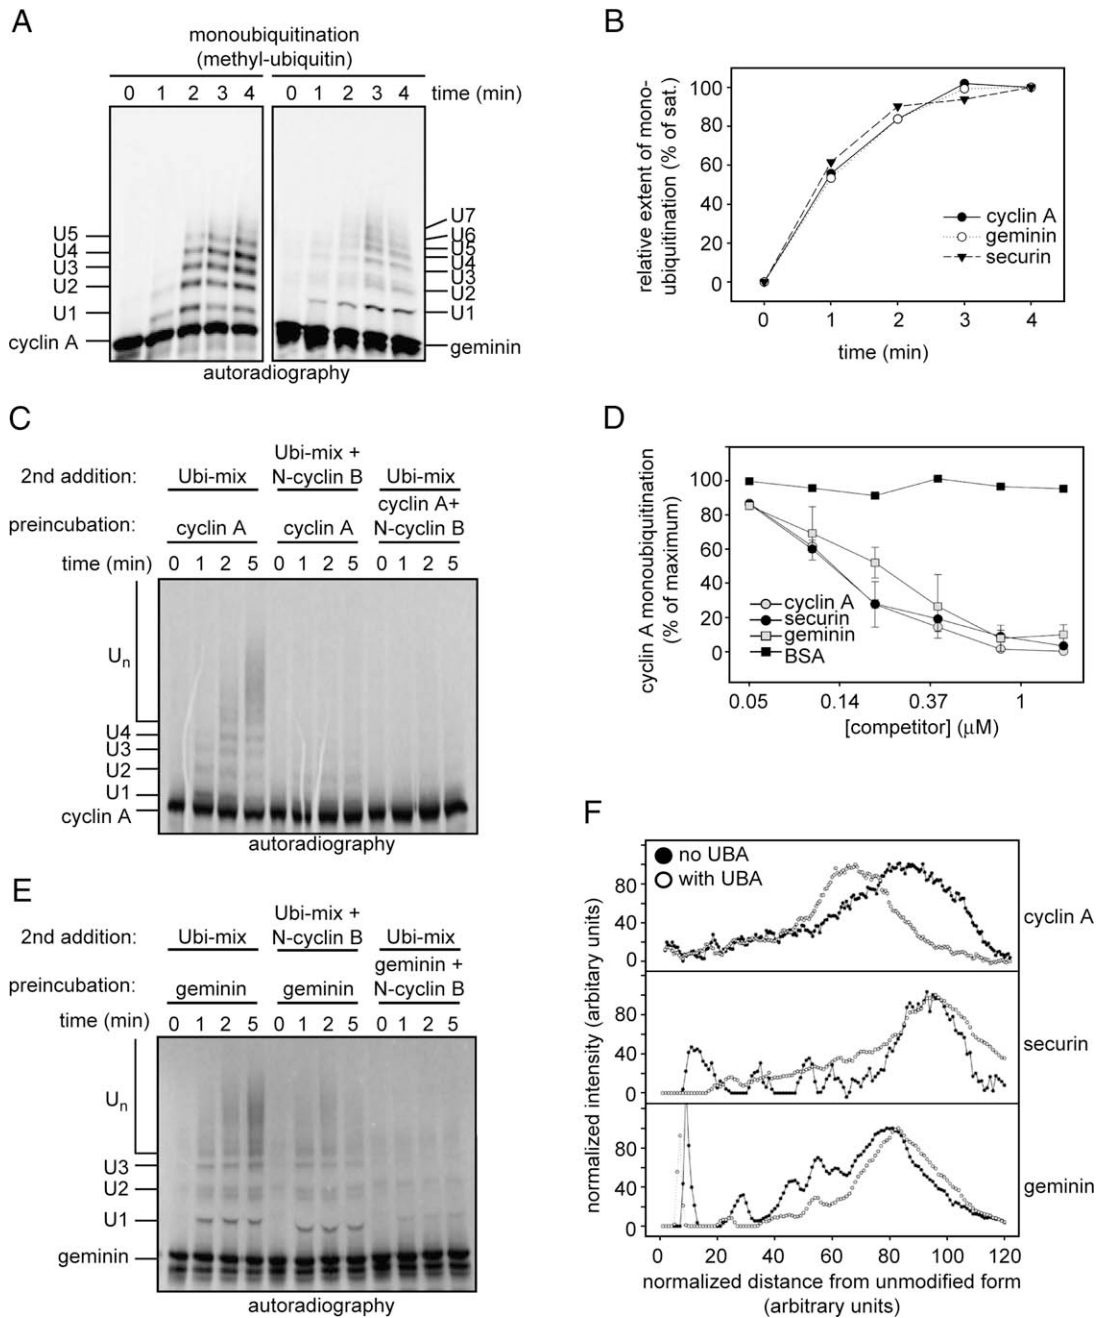 A
monoubiquitination
(methyl-ubiquitin)
0 1 2 3 4 0 1 2 3 4 time (min)
U5
U4
U3
U2
U1
cyclin A
U7
U6
U5
U4
U3
U2
U1
geminin
autoradiography
B
relative extent of mono-
ubiquitination (% of sat.)
100
80
60
40
20
0
cyclin A
geminin
securin
0 1 2 3 4
time (min)
C
2nd addition: Ubi-mix Ubi-mix + N-cyclin B Ubi-mix
preincubation: cyclin A cyclin A cyclin A+ N-cyclin B
time (min) 0 1 2 5 0 1 2 5 0 1 2 5
Un
U4
U3
U2
U1
cyclin A
autoradiography
D
cyclin A monoubiquitination
(% of maximum)
100
80
60
40
20
0
cyclin A
securin
geminin
BSA
0.05 0.14 0.37 1
[competitor] (μM)
E
2nd addition: Ubi-mix Ubi-mix + N-cyclin B Ubi-mix
preincubation: geminin geminin geminin + N-cyclin B
time (min) 0 1 2 5 0 1 2 5 0 1 2 5
Un
U3
U2
U1
geminin
autoradiography
F
normalized intensity (arbitary units)
no UBA
with UBA
80
40
0
cyclin A
80
40
0
securin
80
40
0
geminin
0 20 40 60 80 100 120
normalized distance from unmodified form
(arbitrary units)